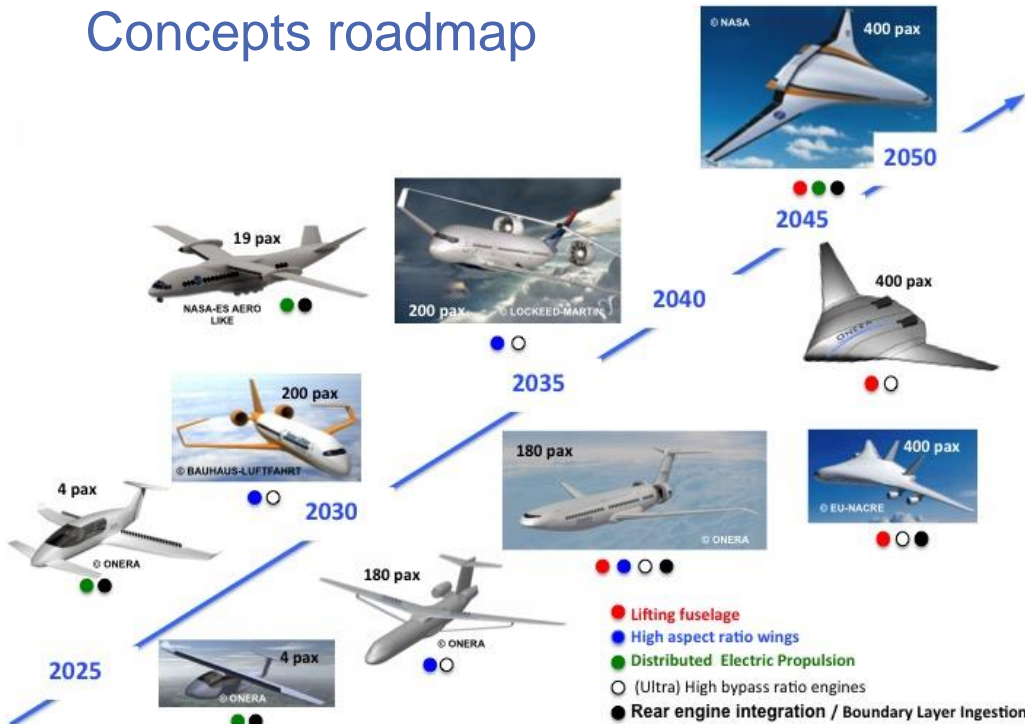 Concepts roadmap
© NASA
400 pax
2050
2045
19 pax
NASA-ES AERO
LIKE
200 pax
© LOCKEED-MARTIN
2040
400 pax
ONERA
2035
200 pax
© BAUHAUS-LUFTFAHRT
180 pax
© ONERA
400 pax
© EU-NACRE
2030
4 pax
© ONERA
180 pax
© ONERA
2025
4 pax
© ONERA
Lifting fuselage
High aspect ratio wings
Distributed Electric Propulsion
(Ultra) High bypass ratio engines
Rear engine integration / Boundary Layer Ingestion